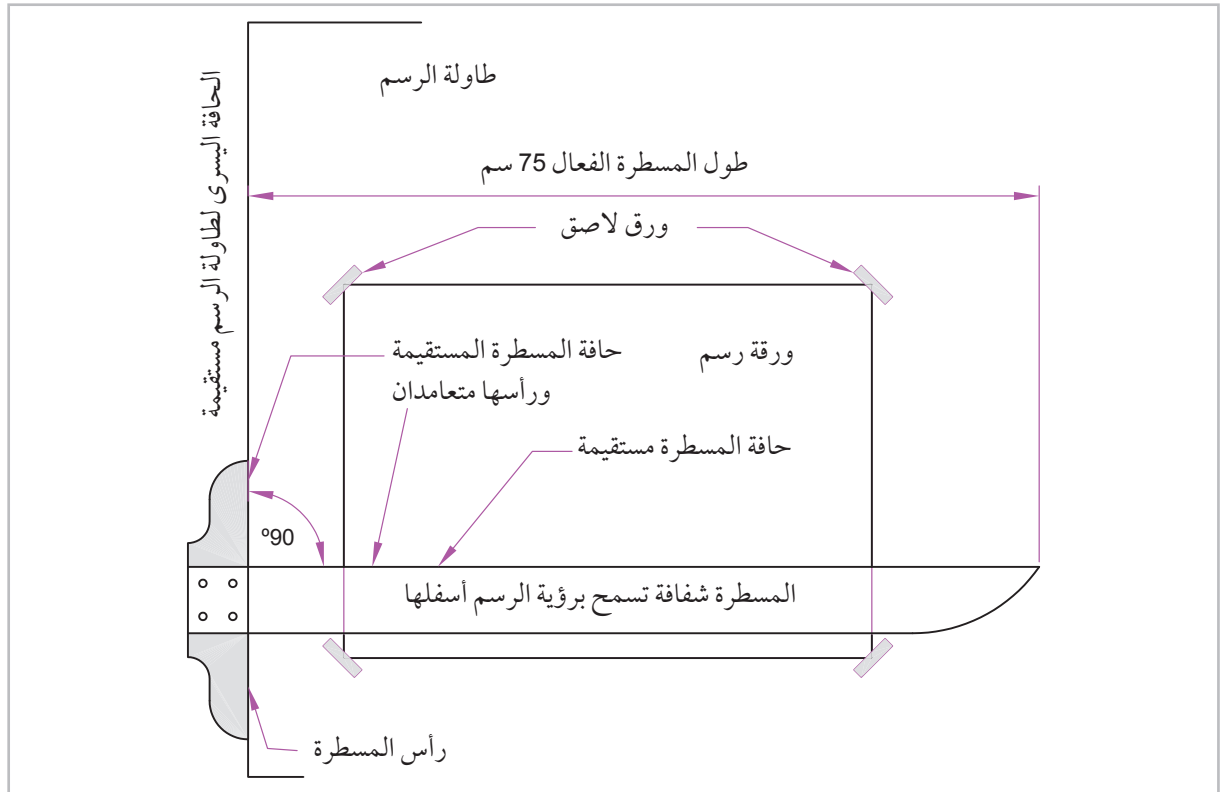 طاولة الرسم
الحافة اليسرى لطاولة الرسم مستقيمة
طول المسطرة الفعال 75 سم
ورق لاصق
ورقة رسم
حافة المسطرة المستقيمة
ورأسها متعامدان
حافة المسطرة مستقيمة
º90
المسطرة شفافة تسمح برؤية الرسم أسفلها
رأس المسطرة